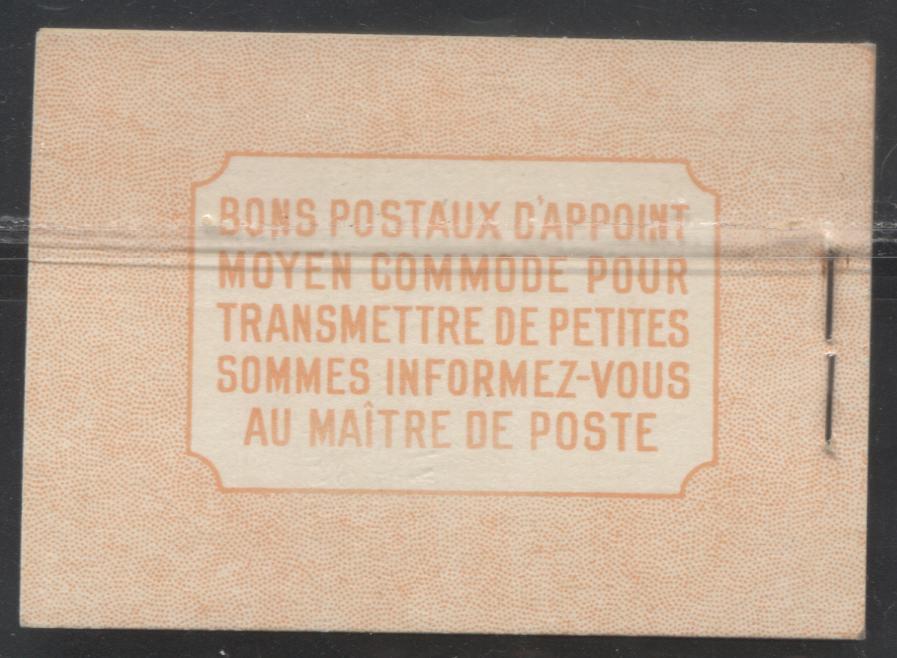 BONS POSTAUX D'APPOINT
MOYEN COMMODE POUR
TRANSMETTRE DE PETITES
SOMMES INFORMEZ-VOUS
AU MAÎTRE DE POSTE